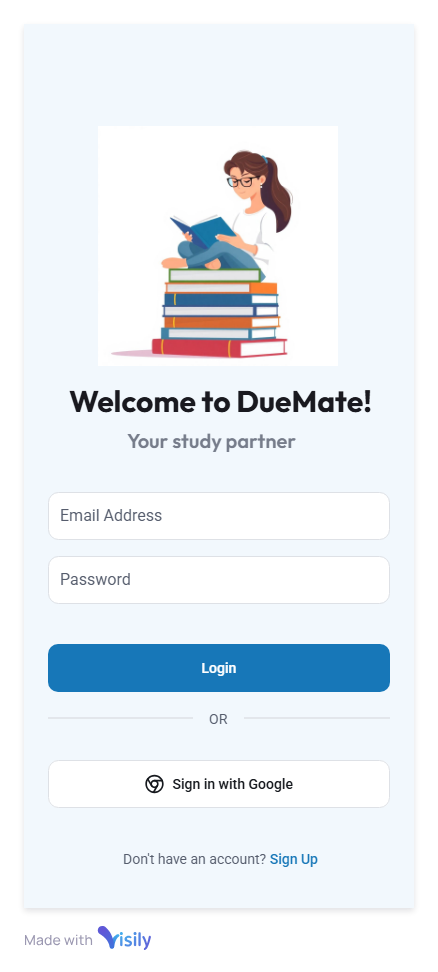 Welcome to DueMate!
Your study partner
Email Address
Password
Login
OR
Sign in with Google
Don't have an account? Sign Up
Made with Visily